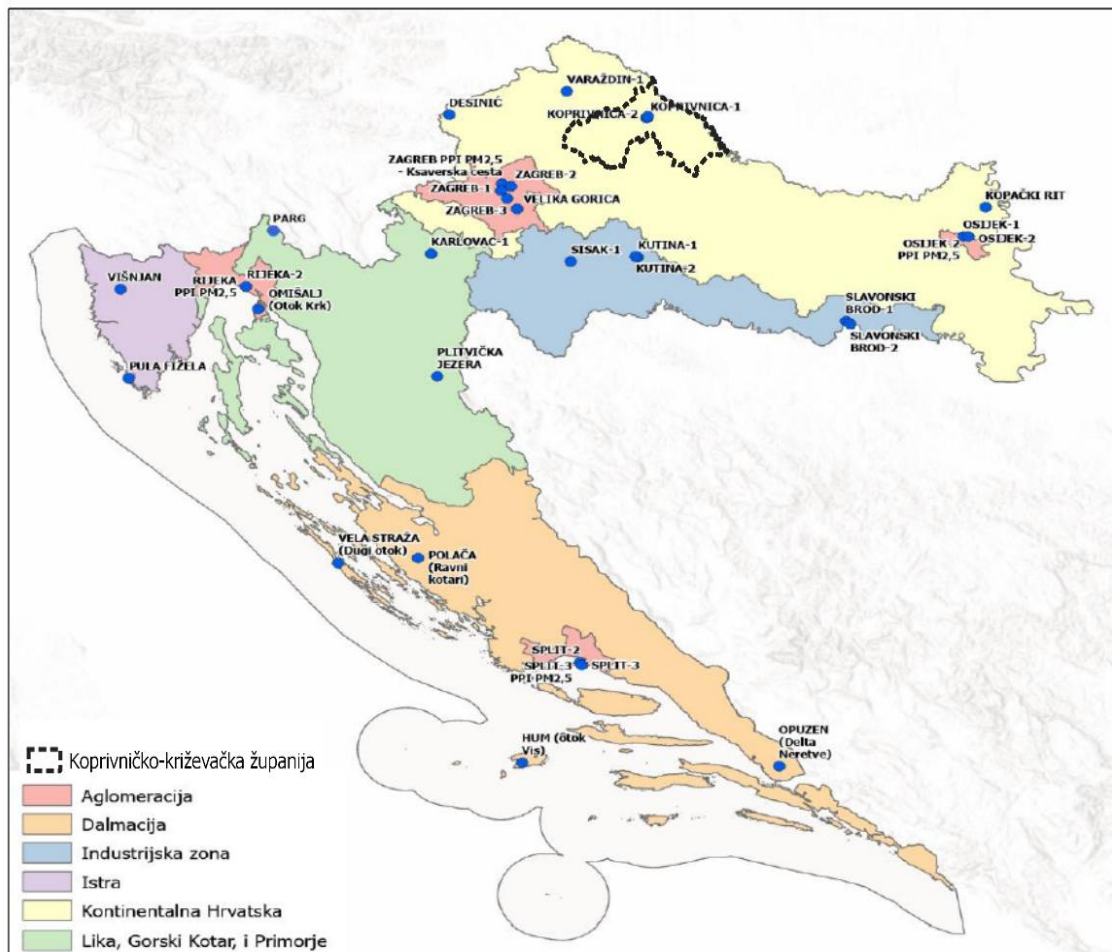 VARAŽDIN-1
DESINIĆ
KOPRIVNICA-1
KOPRIVNICA-2
ZAGREB PPI PM2,5
- Ksaverska cesta
ZAGREB-2
ZAGREB-1
VELIKA GORICA
ZAGREB-3
KOPAČKI RIT
OSIJEK-1
OSIJEK-2
OSIJEK-2
PPI PM2,5
PARG
KARLOVAC-1
SISAK-1
KUTINA-1
KUTINA-2
VIŠNJAN
RIJEKA
PPI PM2,5
RIJEKA-2
OMIŠALJ
(Otok Krk)
SLAVONSKI
BROD-1
SLAVONSKI
BROD-2
PULA FIŽELA
PLITVIČKA
JEZERA
VELA STRAŽA
(Dugi otok)
POLAČA
(Ravni
kotari)
SPLIT-2
SPLIT-3
PPI PM2,5
SPLIT-3
HUM (otok
Vis)
OPUZEN
(Delta
Neretve)
Koprivničko-križevačka županija
Aglomeracija
Dalmacija
Industrijska zona
Istra
Kontinentalna Hrvatska
Lika, Gorski Kotar, i Primorje